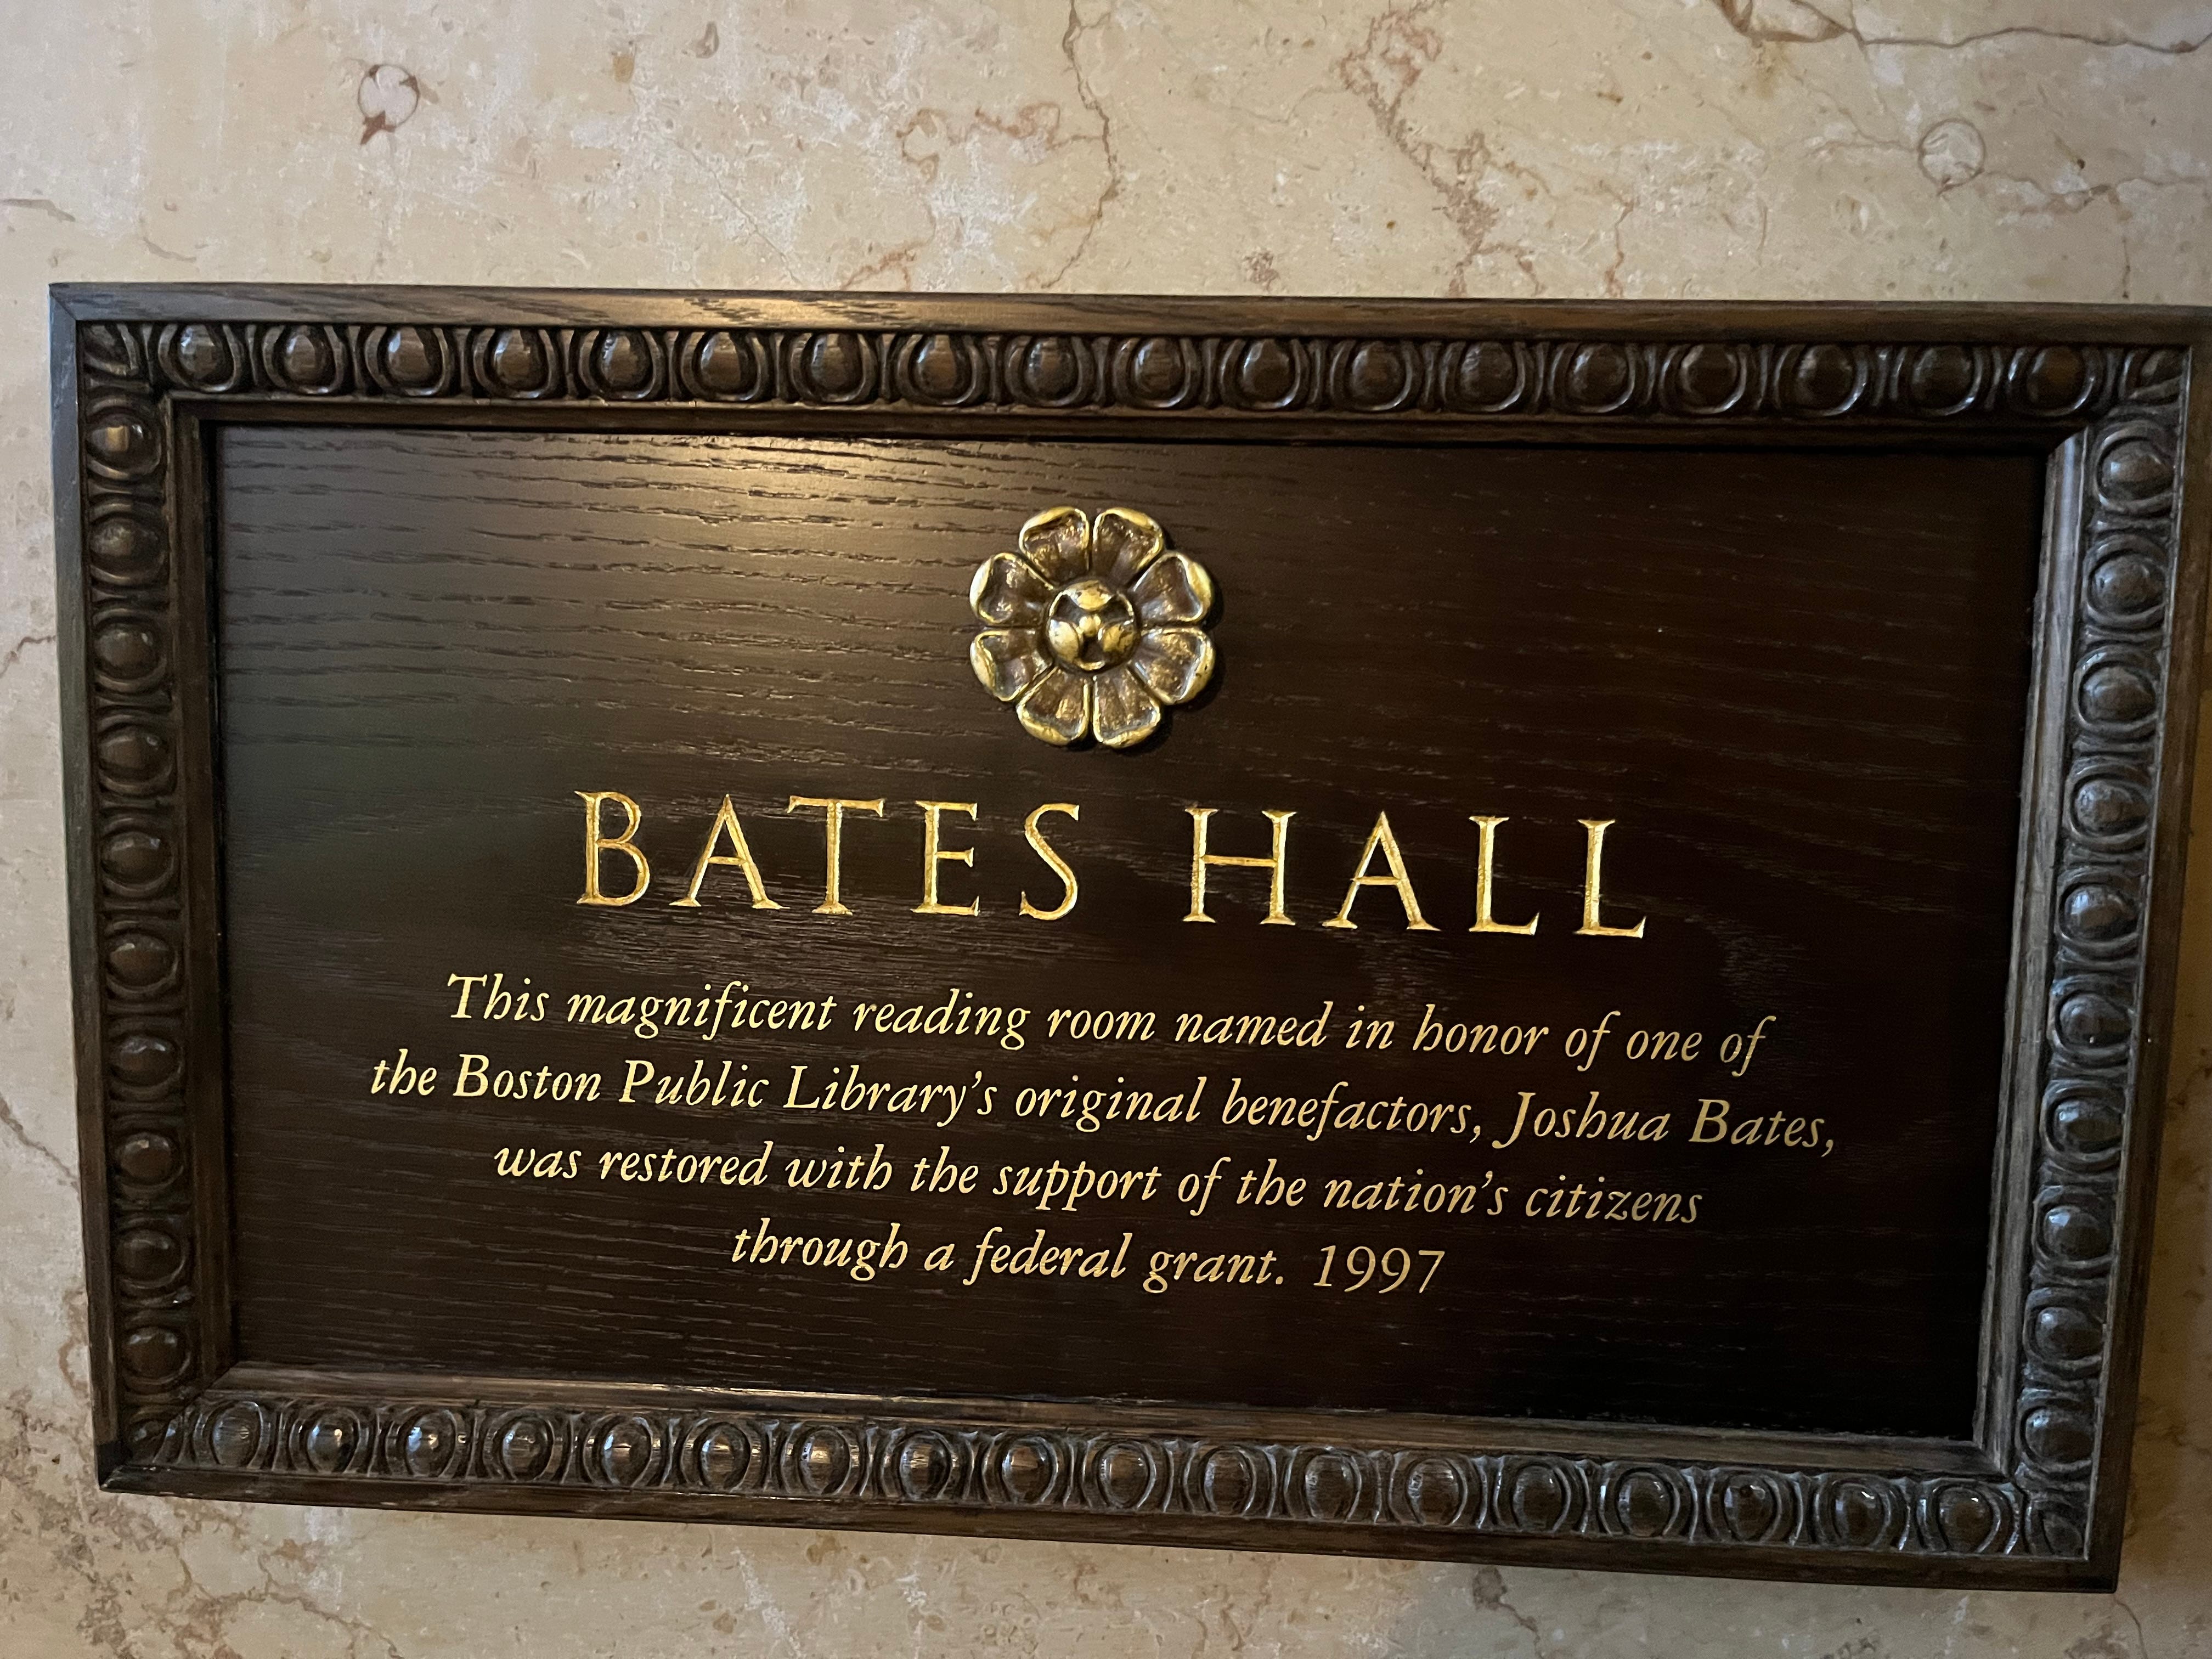 BATES HALL
This magnificent reading room named in honor of one of
the Boston Public Library's original benefactors, Joshua Bates,
was restored with the support of the nation's citizens
through a federal grant. 1997